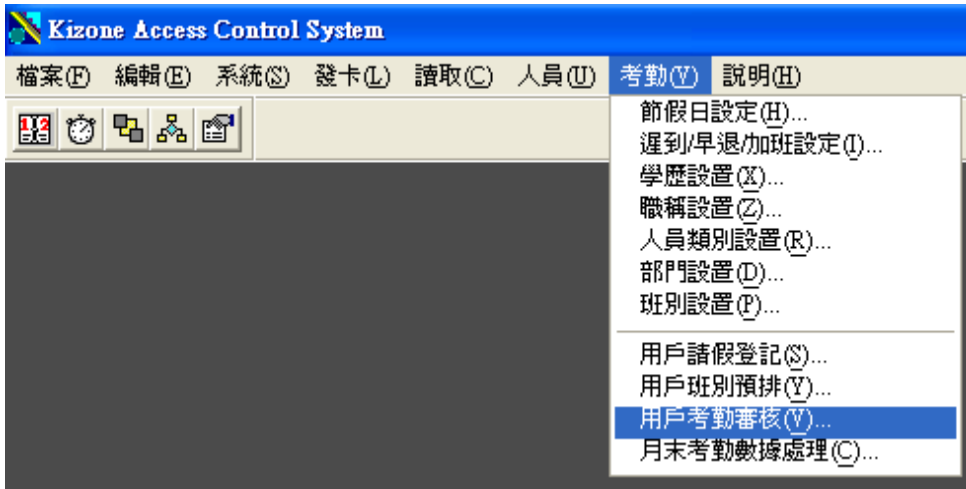 Kizone Access Control System
檔案(F) 編輯(E) 系統(S) 發卡(L) 讀取(C) 人員(U) 考勤(V) 說明(H)
節假日設定(H)...
遲到/早退/加班設定(I)...
學歷設置(X)...
職稱設置(Z)...
人員類別設置(R)...
部門設置(D)...
班別設置(P)...
用戶請假登記(S)...
用戶班別預排(Y)...
用戶考勤審核(V)...
月末考勤數據處理(C)...